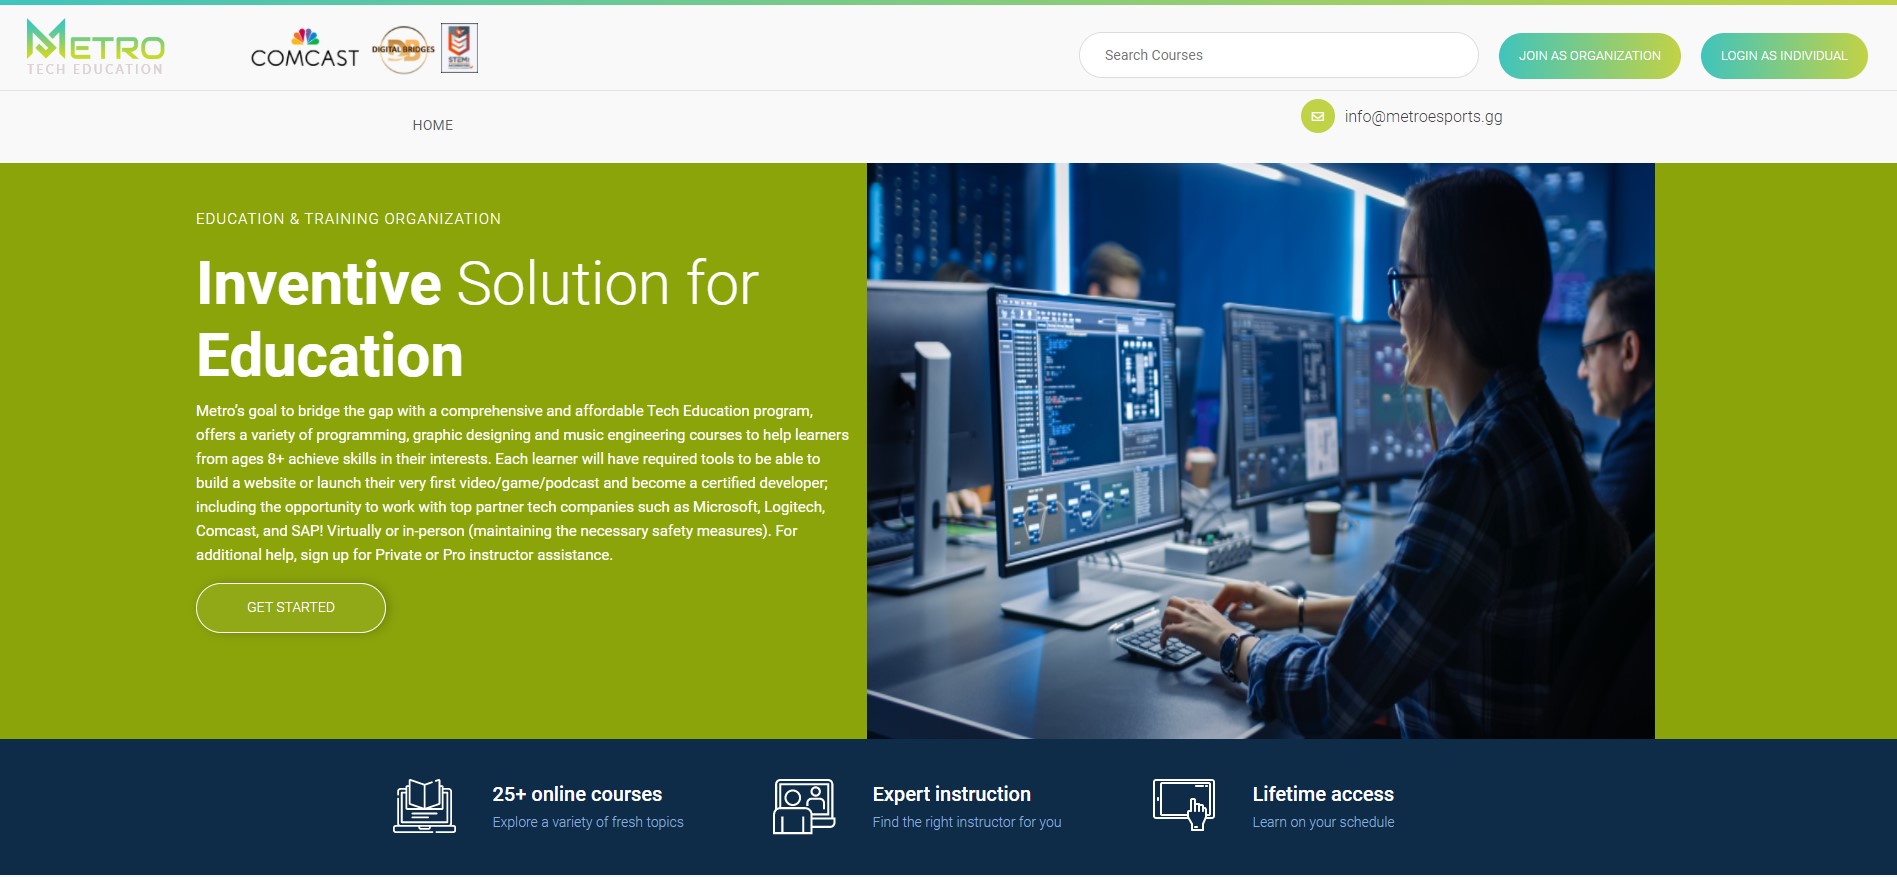 METRO
TECH EDUCATION
COMCAST
DIGITAL BRIDGES
STEM
Search Courses
JOIN AS ORGANIZATION
LOGIN AS INDIVIDUAL
HOME
info@metroesports.gg
EDUCATION & TRAINING ORGANIZATION
Inventive Solution for
Education
Metro's goal to bridge the gap with a comprehensive and affordable Tech Education program,
offers a variety of programming, graphic designing and music engineering courses to help learners
from ages 8+ achieve skills in their interests. Each learner will have required tools to be able to
build a website or launch their very first video/game/podcast and become a certified developer;
including the opportunity to work with top partner tech companies such as Microsoft, Logitech,
Comcast, and SAP! Virtually or in-person (maintaining the necessary safety measures). For
additional help, sign up for Private or Pro instructor assistance.
GET STARTED
25+ online courses
Explore a variety of fresh topics
Expert instruction
Find the right instructor for you
Lifetime access
Learn on your schedule